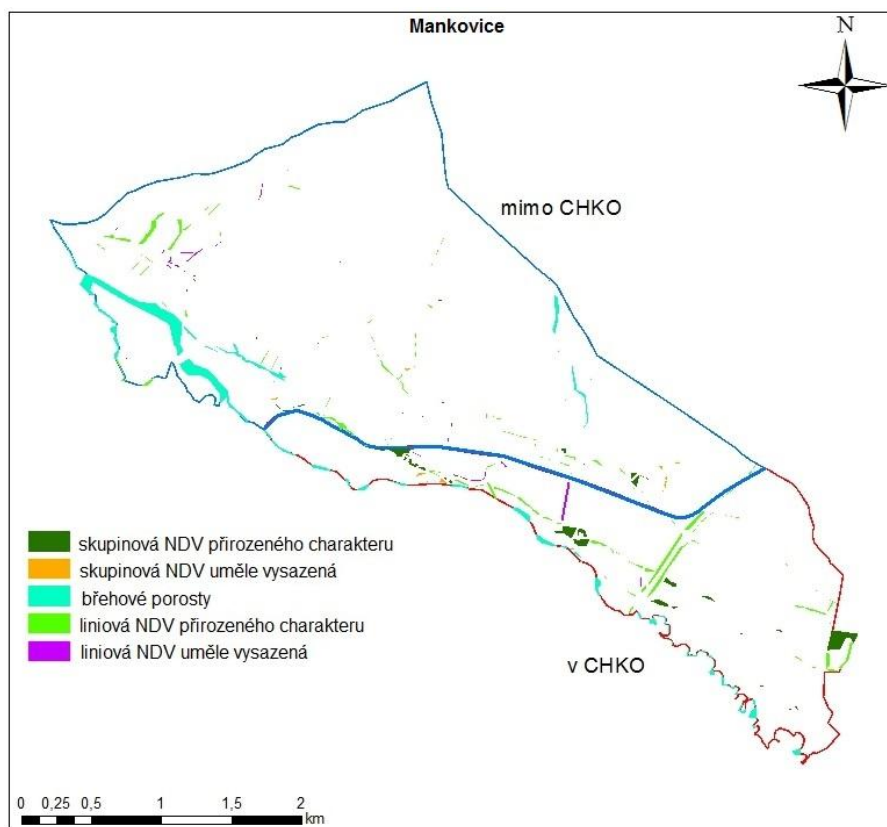 Mankovice
N
mimo CHKO
skupinová NDV přirozeného charakteru
skupinová NDV uměle vysazená
břehové porosty
liniová NDV přirozeného charakteru
liniová NDV uměle vysazená
v CHKO
0 0,25 0,5 1 1,5 2
km